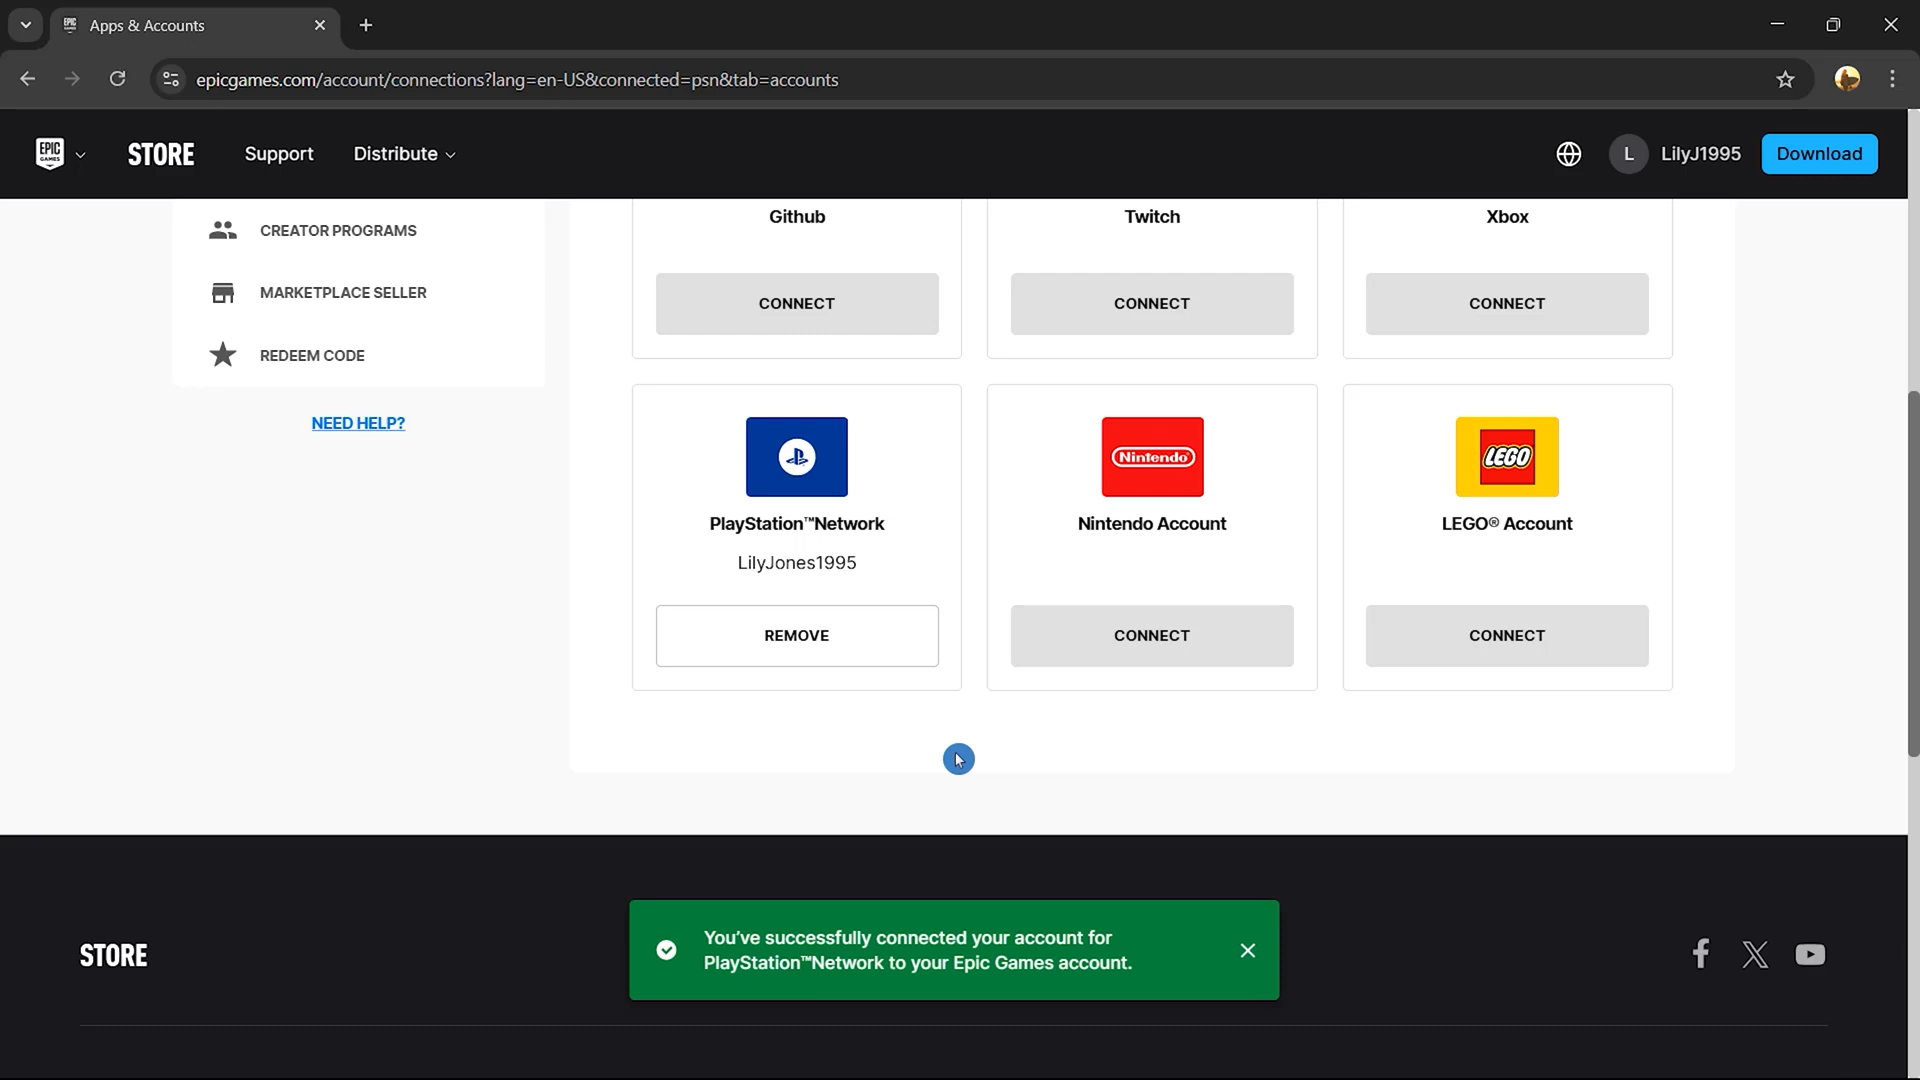 Apps & Accounts
epicgames.com/account/connections?lang=en-US&connected=psn&tab=accounts
EPIC GAMES
STORE
Support
Distribute
L
LilyJ1995
Download
CREATOR PROGRAMS
MARKETPLACE SELLER
REDEEM CODE
NEED HELP?
Github
Twitch
Xbox
CONNECT
CONNECT
CONNECT
Nintendo
LEGO
PlayStation™Network
Nintendo Account
LEGO® Account
LilyJones1995
REMOVE
CONNECT
CONNECT
STORE
You've successfully connected your account for
PlayStation™Network to your Epic Games account.